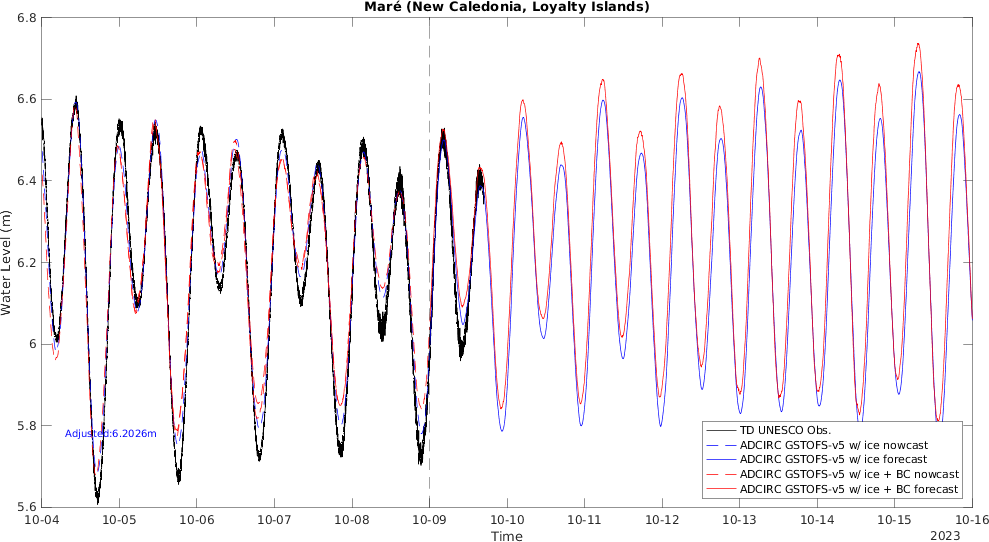 Maré (New Caledonia, Loyalty Islands)
6.8
6.6
6.4
6.2
6
5.8
5.6
Water Level (m)
Adjusted:6.2026m
TD UNESCO Obs.
ADCIRC GSTOFS-v5 w/ ice nowcast
ADCIRC GSTOFS-v5 w/ ice forecast
ADCIRC GSTOFS-v5 w/ ice + BC nowcast
ADCIRC GSTOFS-v5 w/ ice + BC forecast
10-04 10-05 10-06 10-07 10-08 10-09 10-10 10-11 10-12 10-13 10-14 10-15 10-16
Time
2023